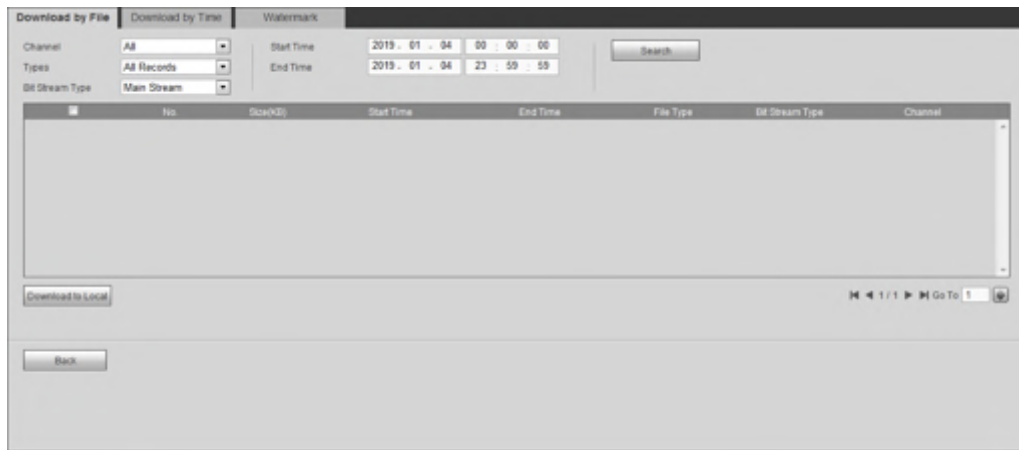 Download by File Download by Time Watermark
Channel All Start Time 2019 - 01 - 04 00 : 00 : 00 Search
Types All Records End Time 2019 - 01 - 04 23 : 59 : 59
Bit Stream Type Main Stream
No. Size(KB) Start Time End Time File Type Bit Stream Type Channel
Download to Local 1 / 1 Go To 1
Back